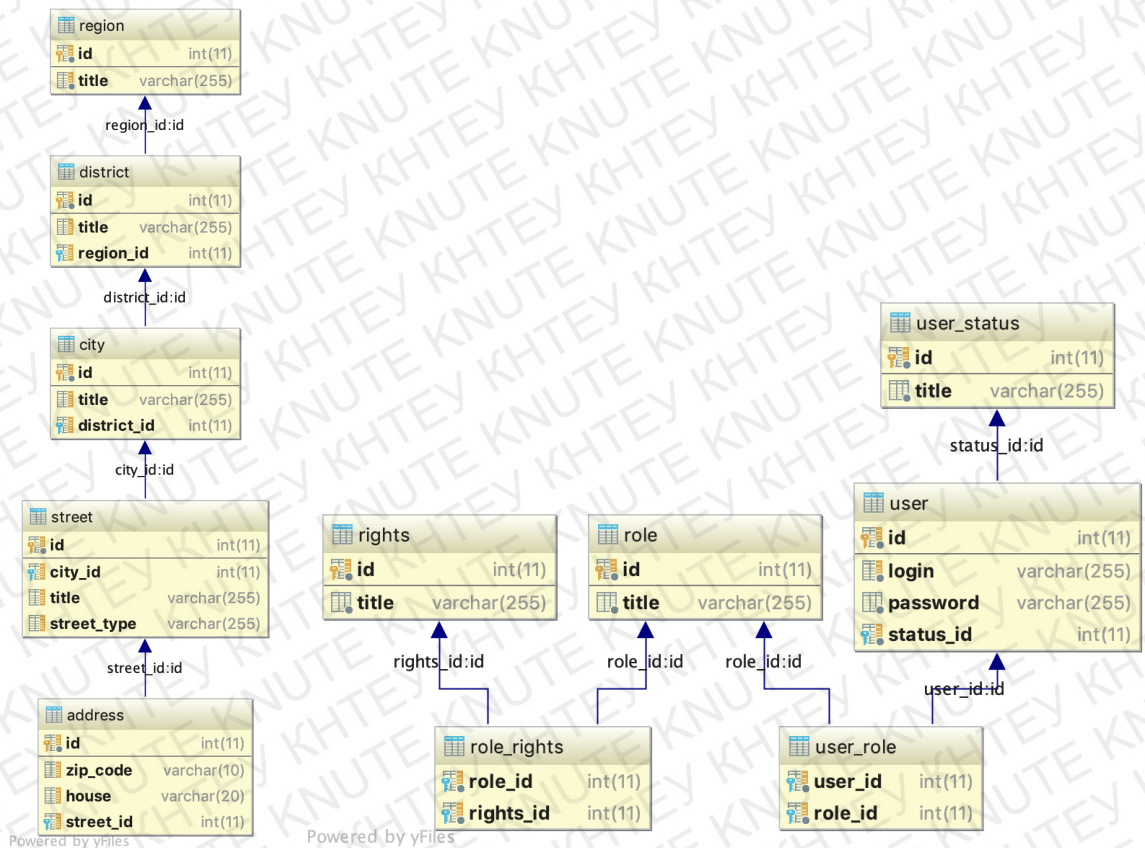 region
id int(11)
title varchar(255)
region_id:id
district
id int(11)
title varchar(255)
region_id int(11)
district_id:id
city
id int(11)
title varchar(255)
district_id int(11)
city_id:id
street
id int(11)
city_id int(11)
title varchar(255)
street_type varchar(255)
street_id:id
address
id int(11)
zip_code varchar(10)
house varchar(20)
street_id int(11)
Powered by yFiles
rights
id int(11)
title varchar(255)
role
id int(11)
title varchar(255)
rights_id:id
role_id:id
role_id:id
role_rights
role_id int(11)
rights_id int(11)
Powered by yFiles
user_status
id int(11)
title varchar(255)
status_id:id
user
id int(11)
login varchar(255)
password varchar(255)
status_id int(11)
user_id:id
user_role
user_id int(11)
role_id int(11)
KNUTE КНТЕУ KNUTE КНТЕУ KNUTE КНТЕУ